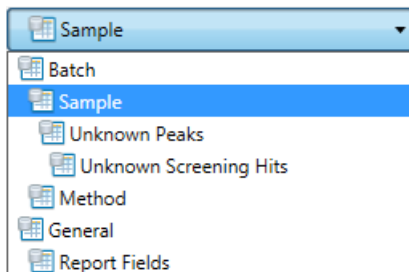 Sample
Batch
Sample
Unknown Peaks
Unknown Screening Hits
Method
General
Report Fields